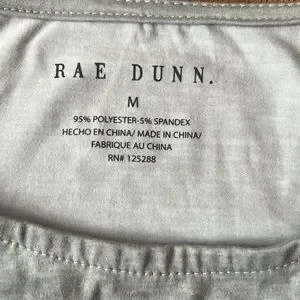 RAE DUNN.
M
95% POLYESTER-5% SPANDEX
HECHO EN CHINA/ MADE IN CHINA/
FABRIQUE AU CHINA
RN# 125288